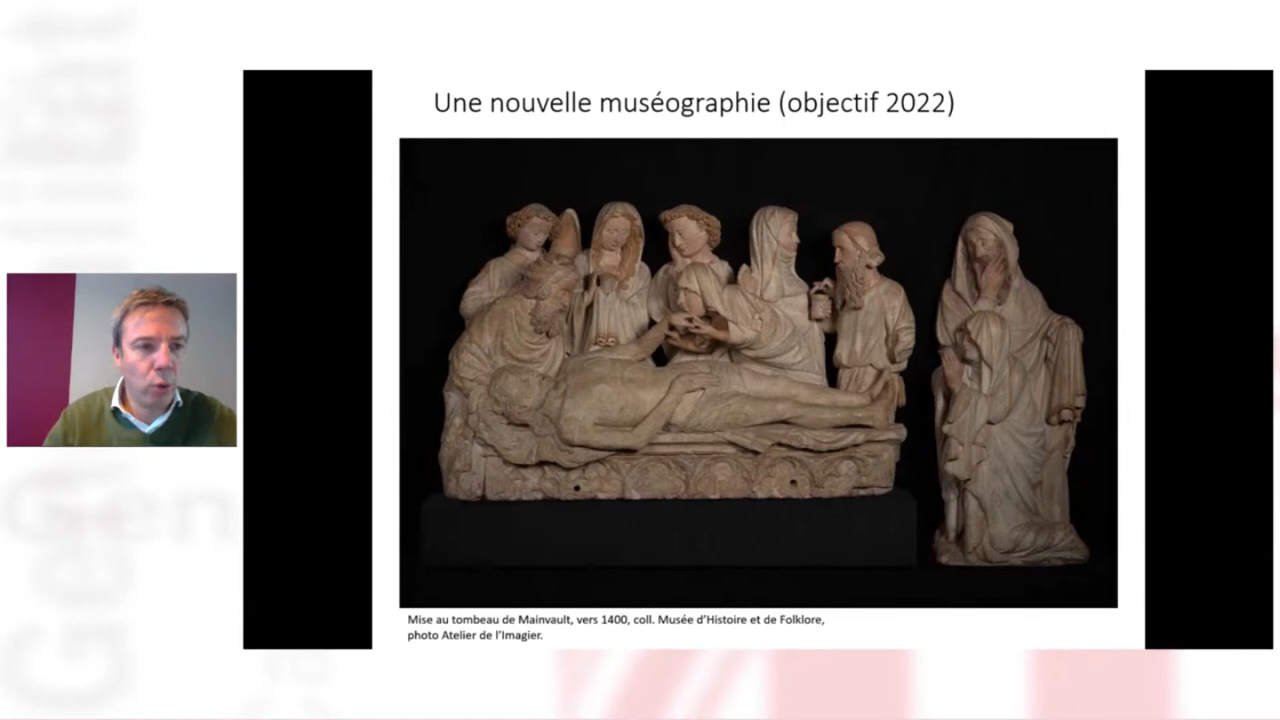 Une nouvelle muséographie (objectif 2022)
Mise au tombeau de Mainvault, vers 1400, coll. Musée d’Histoire et de Folklore,
photo Atelier de l’Imagier.